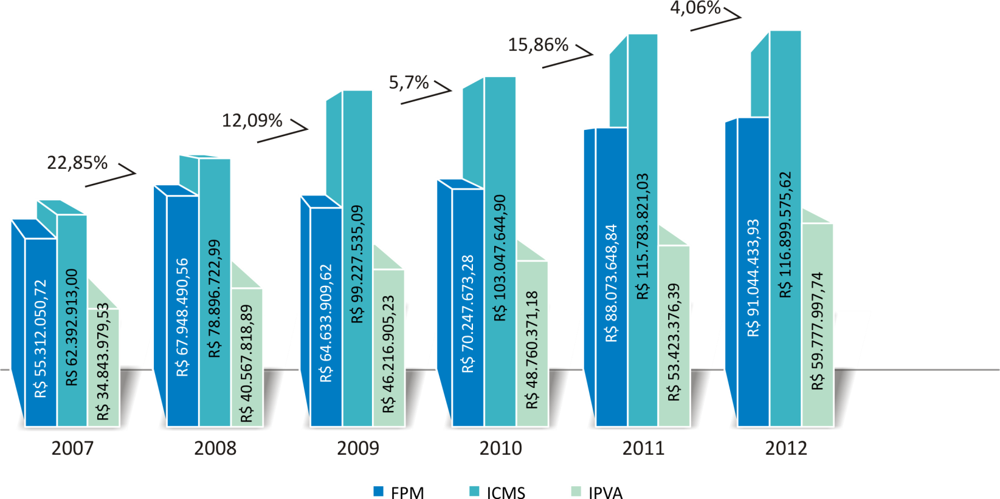 4,06%
15,86%
5,7%
12,09%
22,85%
R$ 55.312.050,72
R$ 62.392.913,00
R$ 34.843.979,53
R$ 67.948.490,56
R$ 78.896.722,99
R$ 40.567.818,89
R$ 64.633.909,62
R$ 99.227.535,09
R$ 46.216.905,23
R$ 70.247.673,28
R$ 103.047.644,90
R$ 48.760.371,18
R$ 88.073.648,84
R$ 115.783.821,03
R$ 53.423.376,39
R$ 91.044.433,93
R$ 116.899.575,62
R$ 59.777.997,74
2007 2008 2009 2010 2011 2012
FPM ICMS IPVA